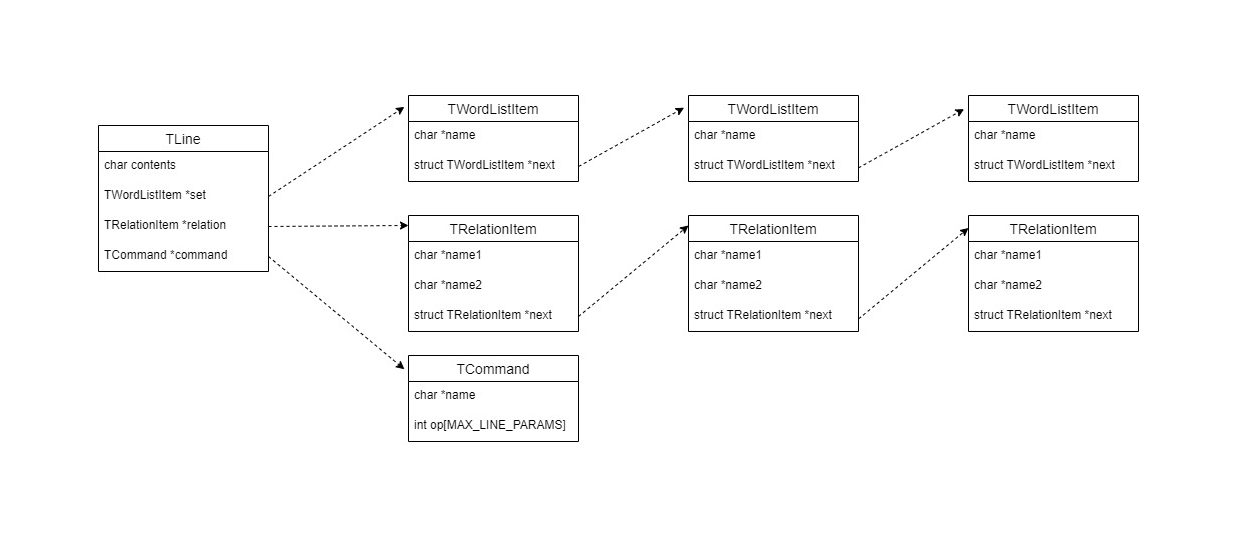 TLine
char contents
TWordListItem *set
TRelationItem *relation
TCommand *command
TWordListItem
char *name
struct TWordListItem *next
TWordListItem
char *name
struct TWordListItem *next
TWordListItem
char *name
struct TWordListItem *next
TRelationItem
char *name1
char *name2
struct TRelationItem *next
TRelationItem
char *name1
char *name2
struct TRelationItem *next
TRelationItem
char *name1
char *name2
struct TRelationItem *next
TCommand
char *name
int op[MAX_LINE_PARAMS]